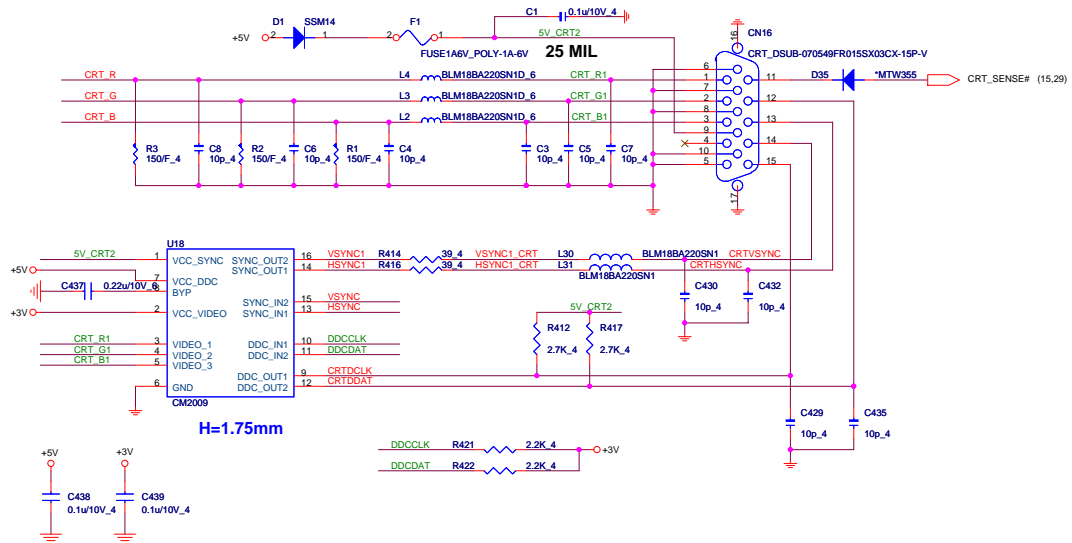 C1 0.1u/10V_4
D1 SSM14 F1
+5V 2 1 2 1 5V_CRT2
FUSE1A6V_POLY-1A-6V 25 MIL
CN16
16
CRT_DSUB-070549FR015SX03CX-15P-V
CRT_R L4 BLM18BA220SN1D_6 CRT_R1
CRT_G L3 BLM18BA220SN1D_6 CRT_G1
CRT_B L2 BLM18BA220SN1D_6 CRT_B1
6
1 11 D35 *MTW355 CRT_SENSE# (15,29)
7
2 12
8
3 13
9
4 14
10
5 15
17
R3 150/F_4
C8 10p_4
R2 150/F_4
C6 10p_4
R1 150/F_4
C4 10p_4
C3 10p_4
C5 10p_4
C7 10p_4
U18
5V_CRT2 1 VCC_SYNC SYNC_OUT2 16 VSYNC1 R414 39_4 VSYNC1_CRT L30 BLM18BA220SN1 CRTVSYNC
SYNC_OUT1 14 HSYNC1 R416 39_4 HSYNC1_CRT L31 CRTHSYNC
BLM18BA220SN1
+5V 7 VCC_DDC
C437 0.22u/10V_6 8 BYP
SYNC_IN2 15 VSYNC
+3V 2 VCC_VIDEO SYNC_IN1 13 HSYNC
C430 10p_4
C432 10p_4
5V_CRT2
R412 2.7K_4
R417 2.7K_4
CRT_R1 3 VIDEO_1 DDC_IN1 10 DDCCLK
CRT_G1 4 VIDEO_2 DDC_IN2 11 DDCDAT
CRT_B1 5 VIDEO_3
DDC_OUT1 9 CRTDCLK
6 GND DDC_OUT2 12 CRTDDAT
CM2009
H=1.75mm
C429 10p_4
C435 10p_4
DDCCLK R421 2.2K_4 +3V
DDCDAT R422 2.2K_4
+5V +3V
C438 0.1u/10V_4
C439 0.1u/10V_4